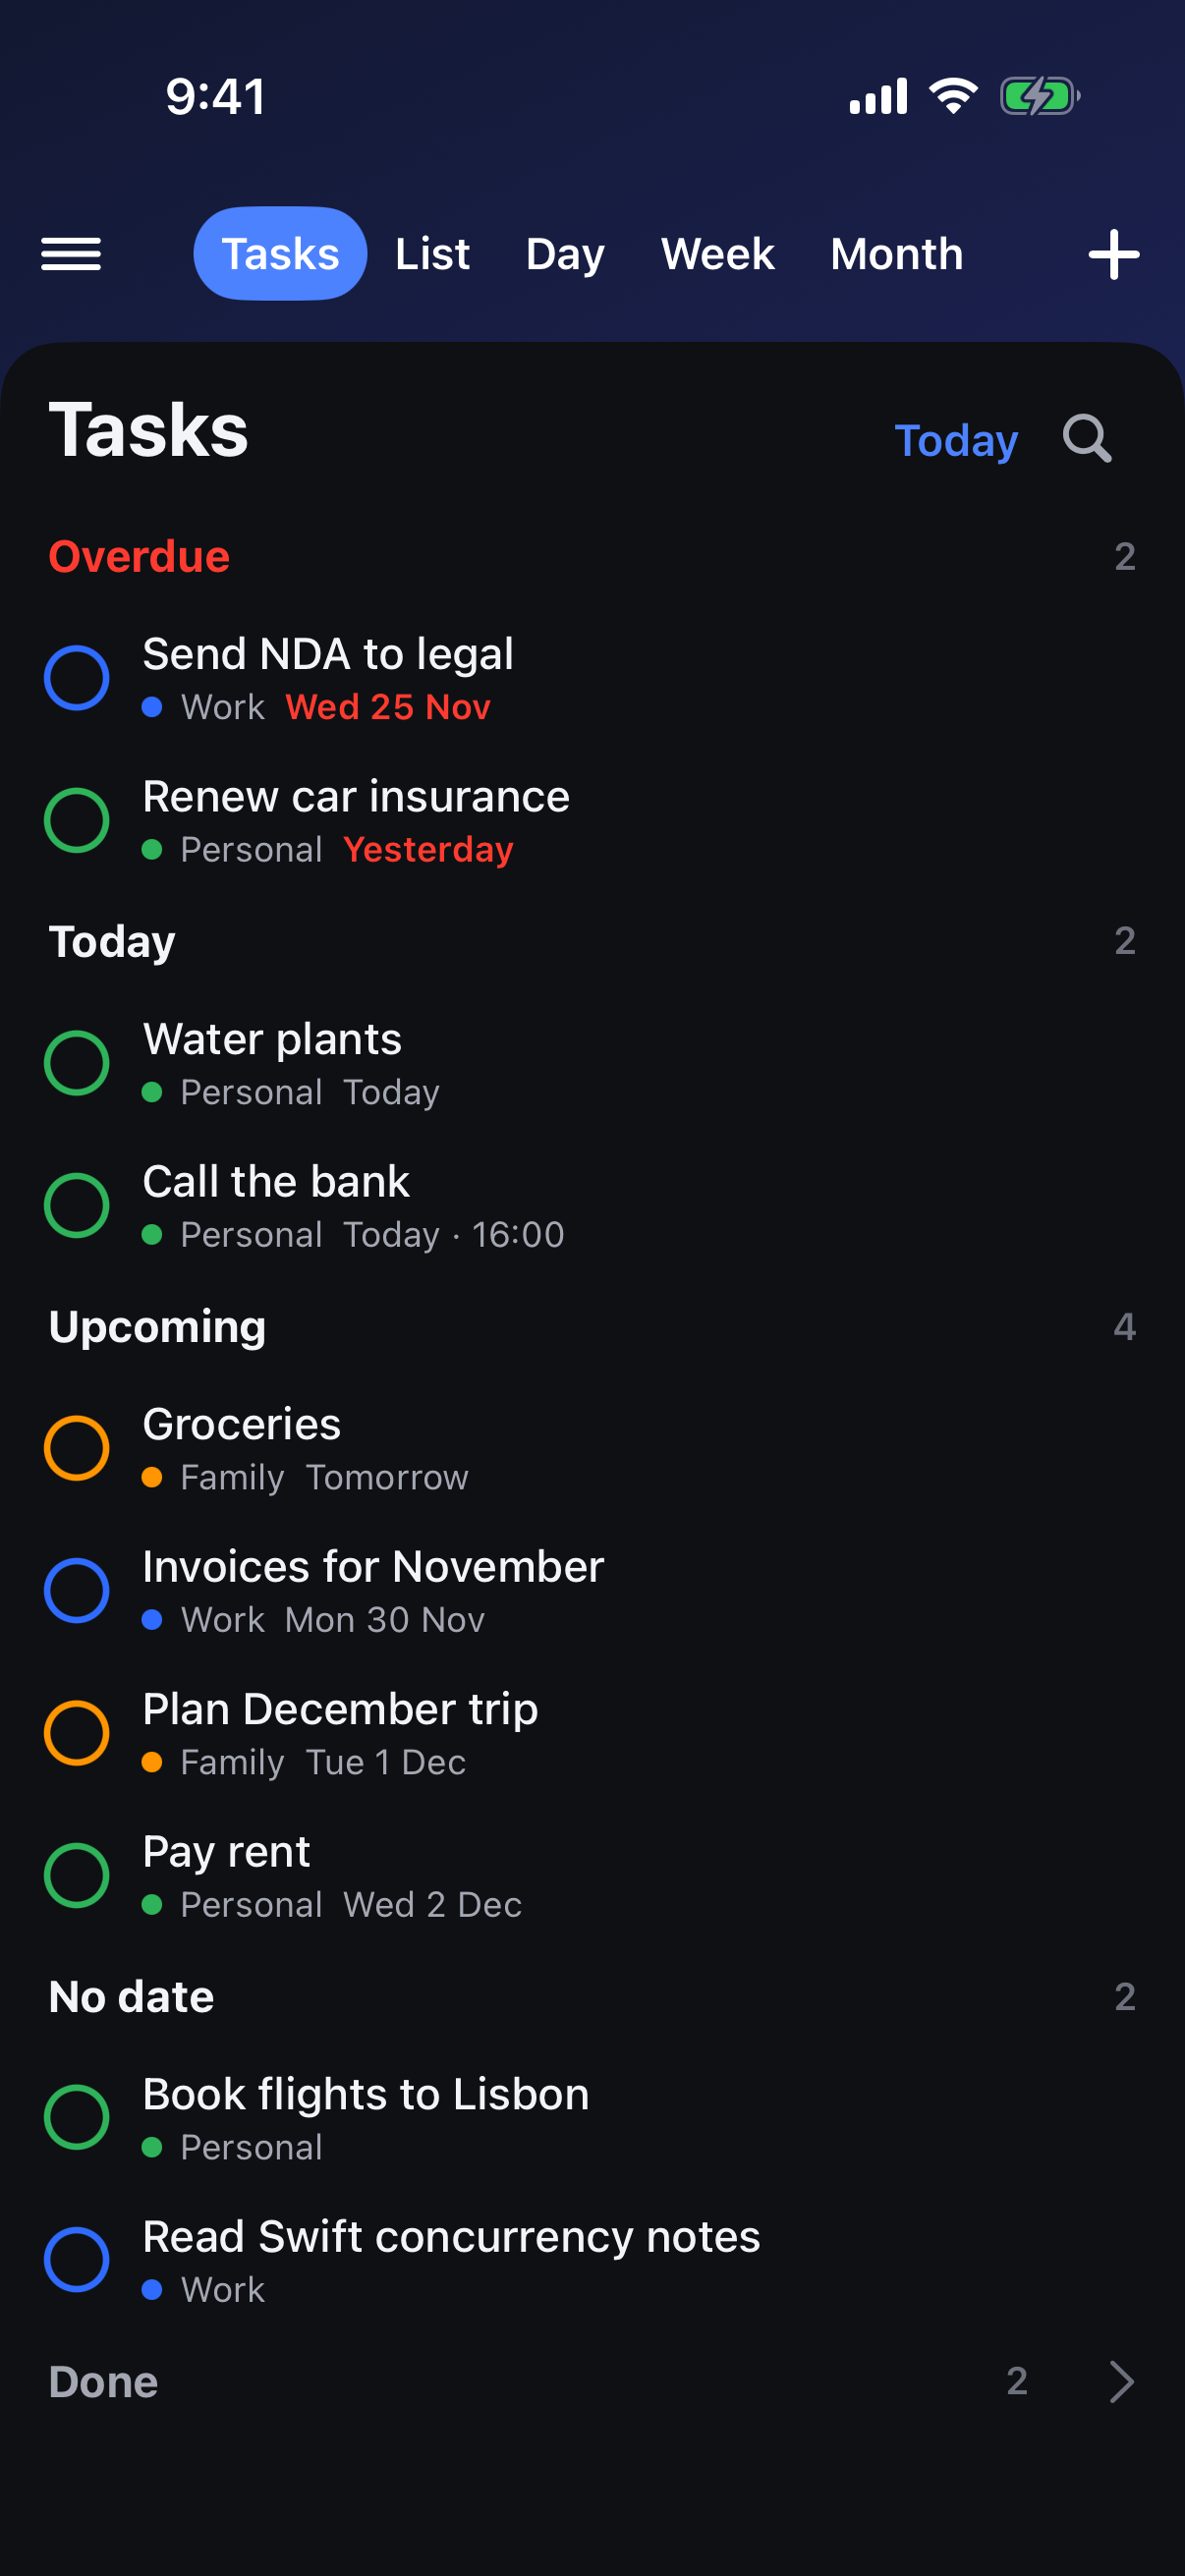 9:41
Tasks List Day Week Month
Tasks
Today
Overdue 2
Send NDA to legal
Work Wed 25 Nov
Renew car insurance
Personal Yesterday
Today 2
Water plants
Personal Today
Call the bank
Personal Today · 16:00
Upcoming 4
Groceries
Family Tomorrow
Invoices for November
Work Mon 30 Nov
Plan December trip
Family Tue 1 Dec
Pay rent
Personal Wed 2 Dec
No date 2
Book flights to Lisbon
Personal
Read Swift concurrency notes
Work
Done 2